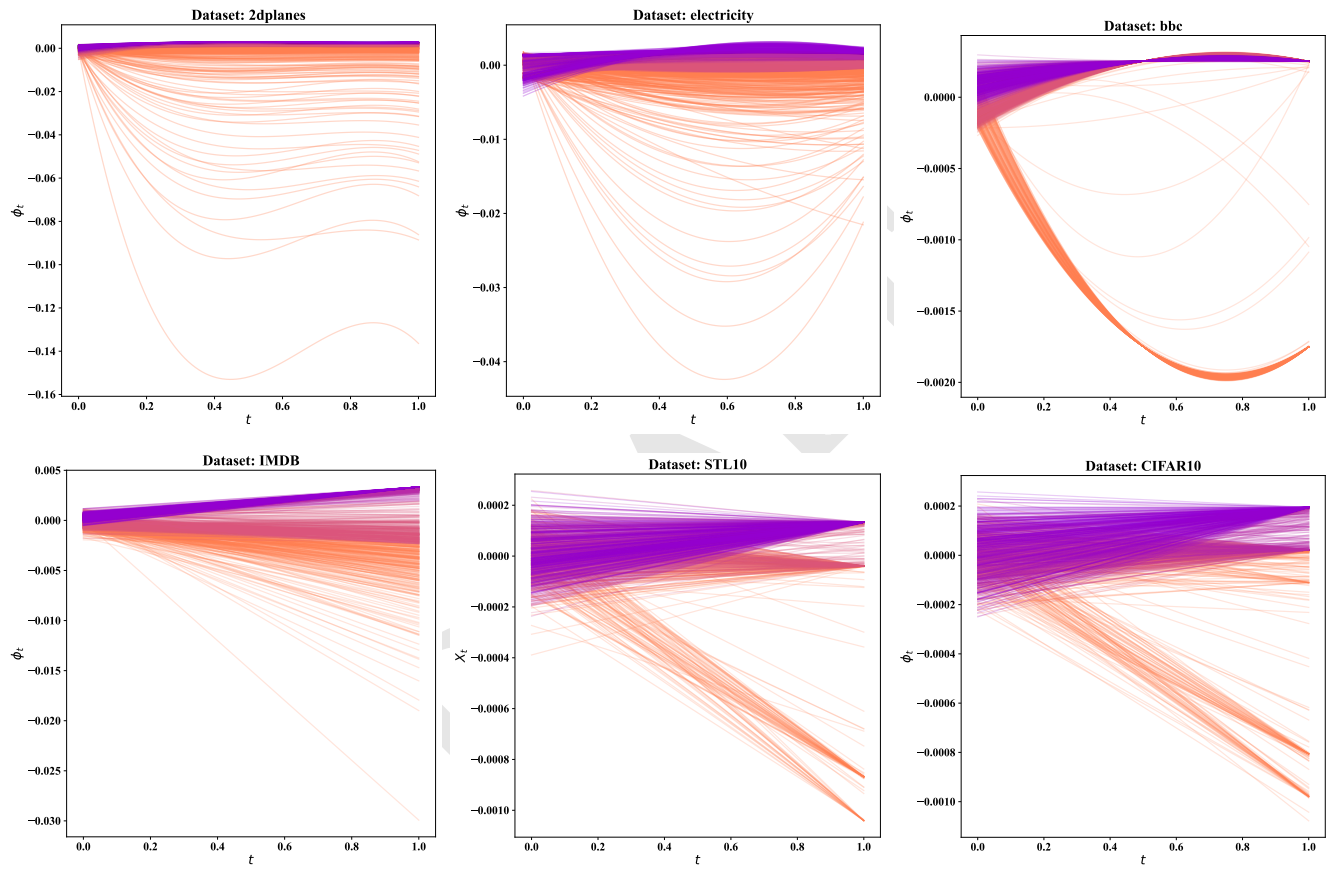 Dataset: 2dplanes
0.00
−0.02
−0.04
−0.06
−0.08
−0.10
−0.12
−0.14
−0.16
ϕt
0.0 0.2 0.4 0.6 0.8 1.0
t
Dataset: electricity
0.00
−0.01
−0.02
−0.03
−0.04
ϕt
0.0 0.2 0.4 0.6 0.8 1.0
t
Dataset: bbc
0.0000
−0.0005
−0.0010
−0.0015
−0.0020
ϕt
0.0 0.2 0.4 0.6 0.8 1.0
t
Dataset: IMDB
0.005
0.000
−0.005
−0.010
−0.015
−0.020
−0.025
−0.030
ϕt
0.0 0.2 0.4 0.6 0.8 1.0
t
Dataset: STL10
0.0002
0.0000
−0.0002
−0.0004
−0.0006
−0.0008
−0.0010
Xt
0.0 0.2 0.4 0.6 0.8 1.0
t
Dataset: CIFAR10
0.0002
0.0000
−0.0002
−0.0004
−0.0006
−0.0008
−0.0010
ϕt
0.0 0.2 0.4 0.6 0.8 1.0
t